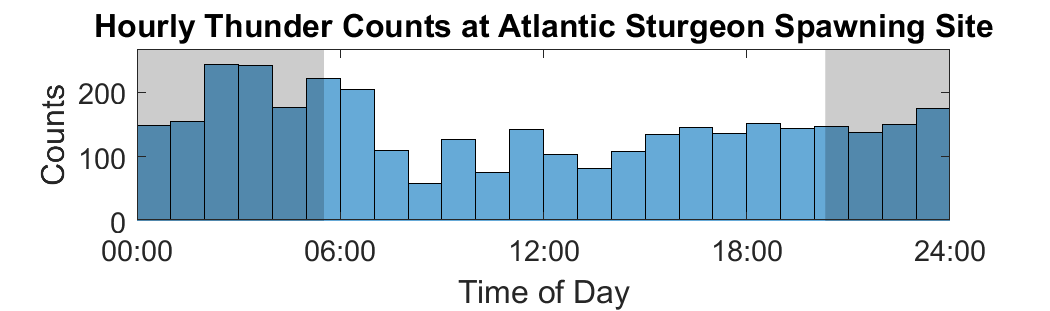 Hourly Thunder Counts at Atlantic Sturgeon Spawning Site
Counts
200
100
0
00:00 06:00 12:00 18:00 24:00
Time of Day